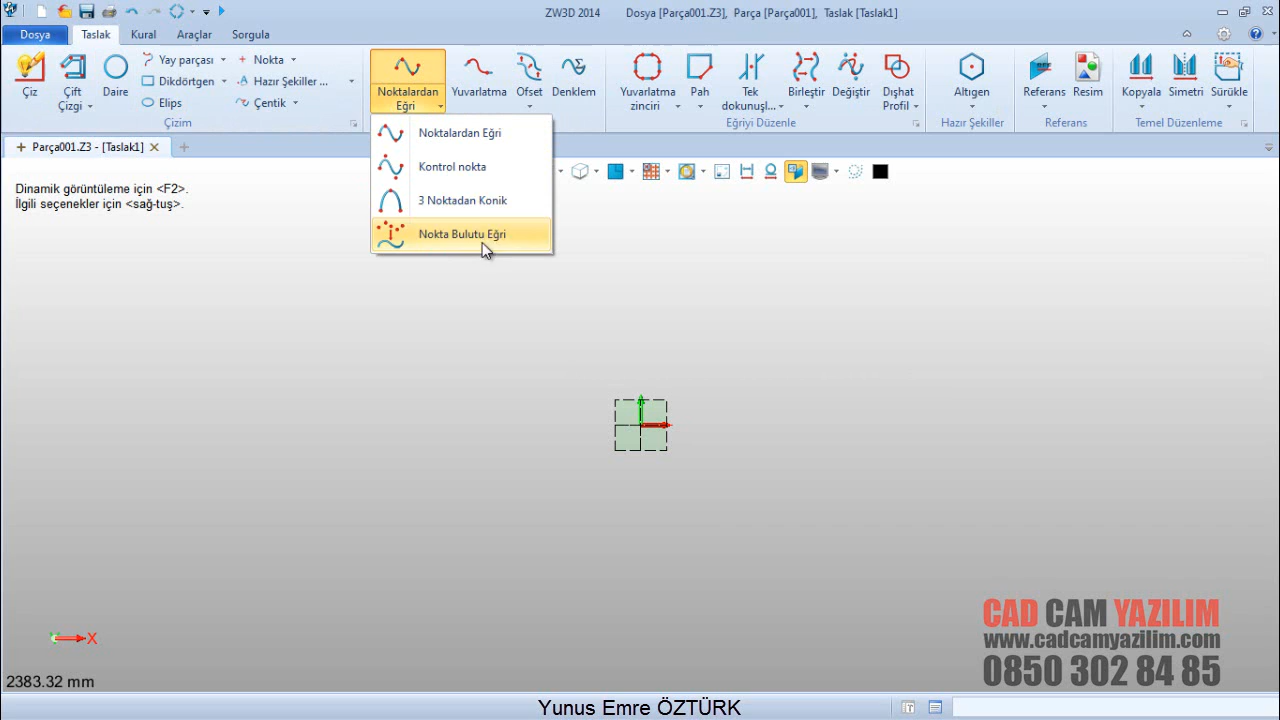 ZW3D 2014 Dosya [Parça001.Z3], Parça [Parça001], Taslak [Taslak1]
Dosya Taslak Kural Araçlar Sorgula
Çiz
Çift Çizgi
Daire
Yay parçası
Dikdörtgen
Elips
Nokta
Hazır Şekiller ...
Çentik
Çizim
Noktalardan Eğri
Yuvarlatma
Ofset
Denklem
Yuvarlatma zinciri
Pah
Tek dokunuşl...
Birleştir
Değiştir
Dışhat Profil
Eğriyi Düzenle
Altıgen
Hazır Şekiller
Referans
Resim
Referans
Kopyala
Simetri
Sürükle
Temel Düzenleme
Noktalardan Eğri
Kontrol nokta
3 Noktadan Konik
Nokta Bulutu Eğri
Parça001.Z3 - [Taslak1]
Dinamik görüntüleme için <F2>.
İlgili seçenekler için <sağ-tuş>.
X
2383.32 mm
CAD CAM YAZILIM
www.cadcamyazilim.com
0850 302 84 85
Yunus Emre ÖZTÜRK